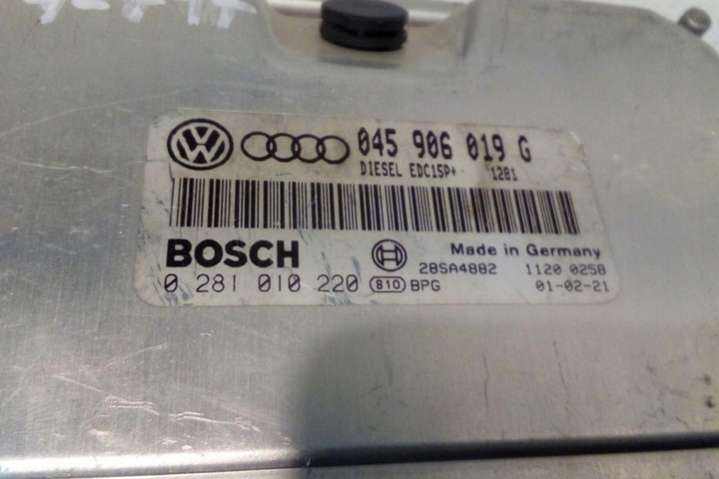 045 906 019 G
DIESEL EDC15P+ 1281
BOSCH
Made in Germany
28SA4882 1120 0258
0 281 010 220 810 BPG 01-02-21